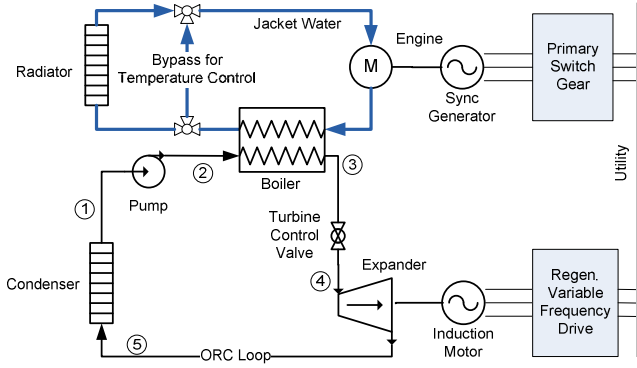 Jacket Water
Radiator
Bypass for
Temperature Control
M
Engine
Sync
Generator
Primary
Switch
Gear
Utility
Boiler
1
2
3
Pump
Turbine
Control
Valve
4
Expander
Condenser
5
ORC Loop
Induction
Motor
Regen.
Variable
Frequency
Drive